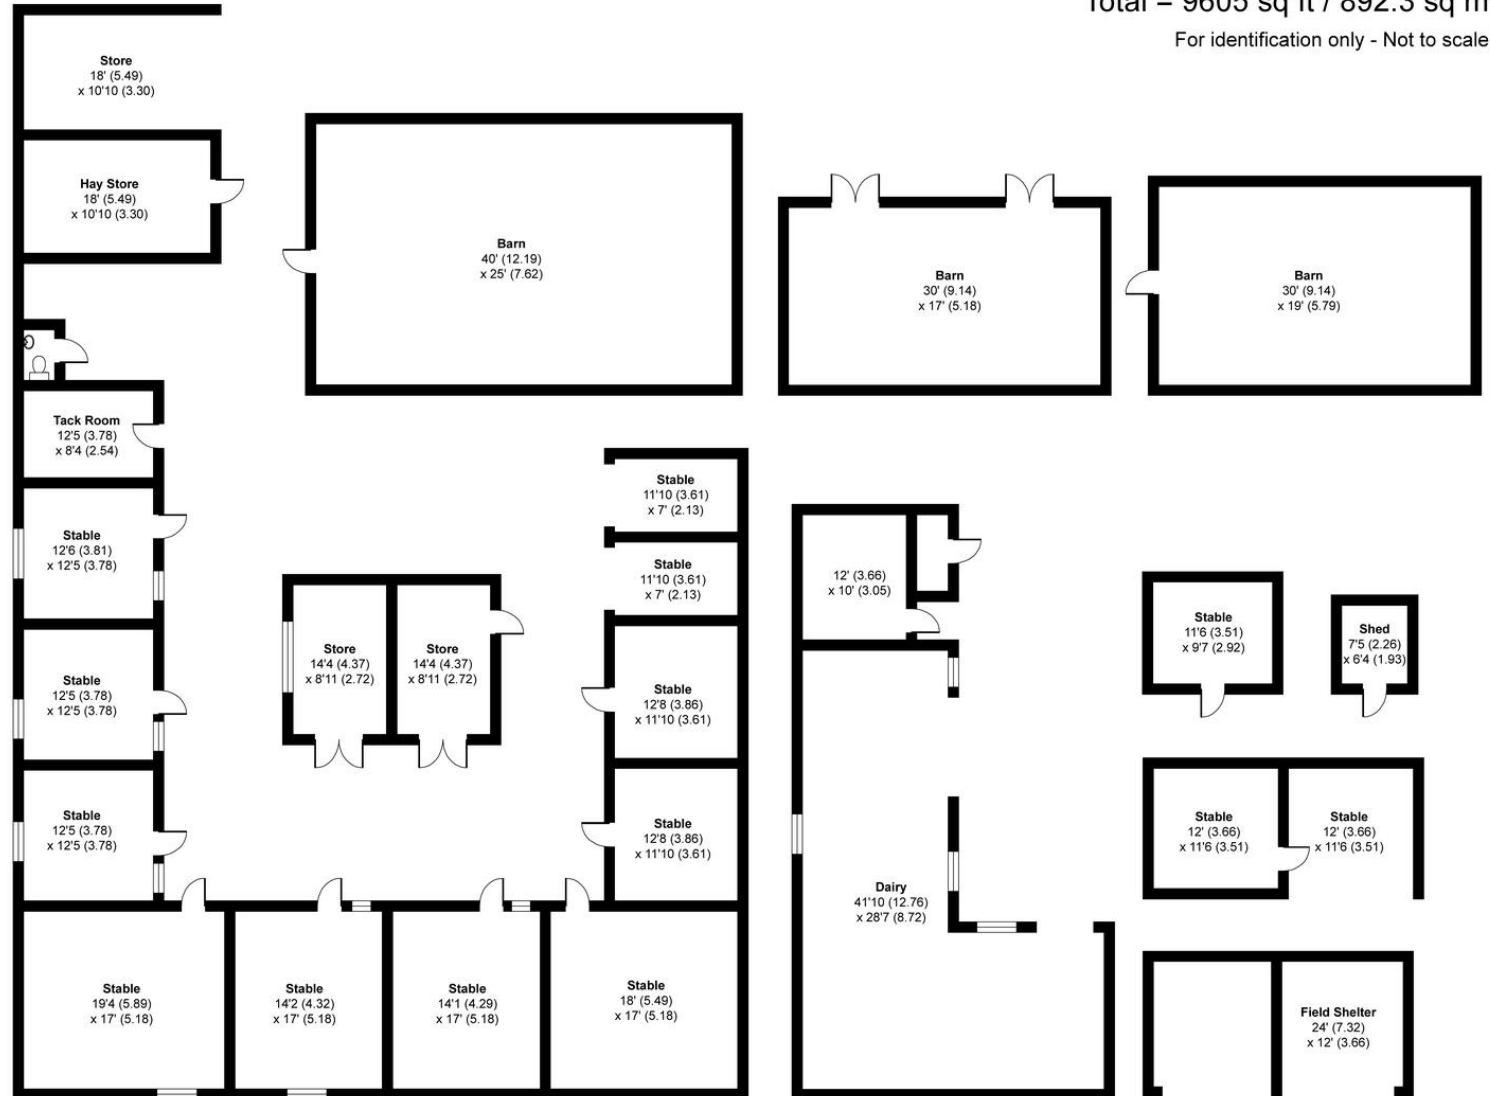 Total = 9605 sq ft / 892.3 sq m
For identification only - Not to scale
Store
18' (5.49)
x 10'10 (3.30)
Hay Store
18' (5.49)
x 10'10 (3.30)
Barn
40' (12.19)
x 25' (7.62)
Barn
30' (9.14)
x 17' (5.18)
Barn
30' (9.14)
x 19' (5.79)
Tack Room
12'5 (3.78)
x 8'4 (2.54)
Stable
12'6 (3.81)
x 12'5 (3.78)
Stable
12'5 (3.78)
x 12'5 (3.78)
Stable
12'5 (3.78)
x 12'5 (3.78)
Store
14'4 (4.37)
x 8'11 (2.72)
Store
14'4 (4.37)
x 8'11 (2.72)
Stable
11'10 (3.61)
x 7' (2.13)
Stable
11'10 (3.61)
x 7' (2.13)
Stable
12'8 (3.86)
x 11'10 (3.61)
Stable
12'8 (3.86)
x 11'10 (3.61)
Stable
19'4 (5.89)
x 17' (5.18)
Stable
14'2 (4.32)
x 17' (5.18)
Stable
14'1 (4.29)
x 17' (5.18)
Stable
18' (5.49)
x 17' (5.18)
12' (3.66)
x 10' (3.05)
Dairy
41'10 (12.76)
x 28'7 (8.72)
Stable
11'6 (3.51)
x 9'7 (2.92)
Shed
7'5 (2.26)
x 6'4 (1.93)
Stable
12' (3.66)
x 11'6 (3.51)
Stable
12' (3.66)
x 11'6 (3.51)
Field Shelter
24' (7.32)
x 12' (3.66)